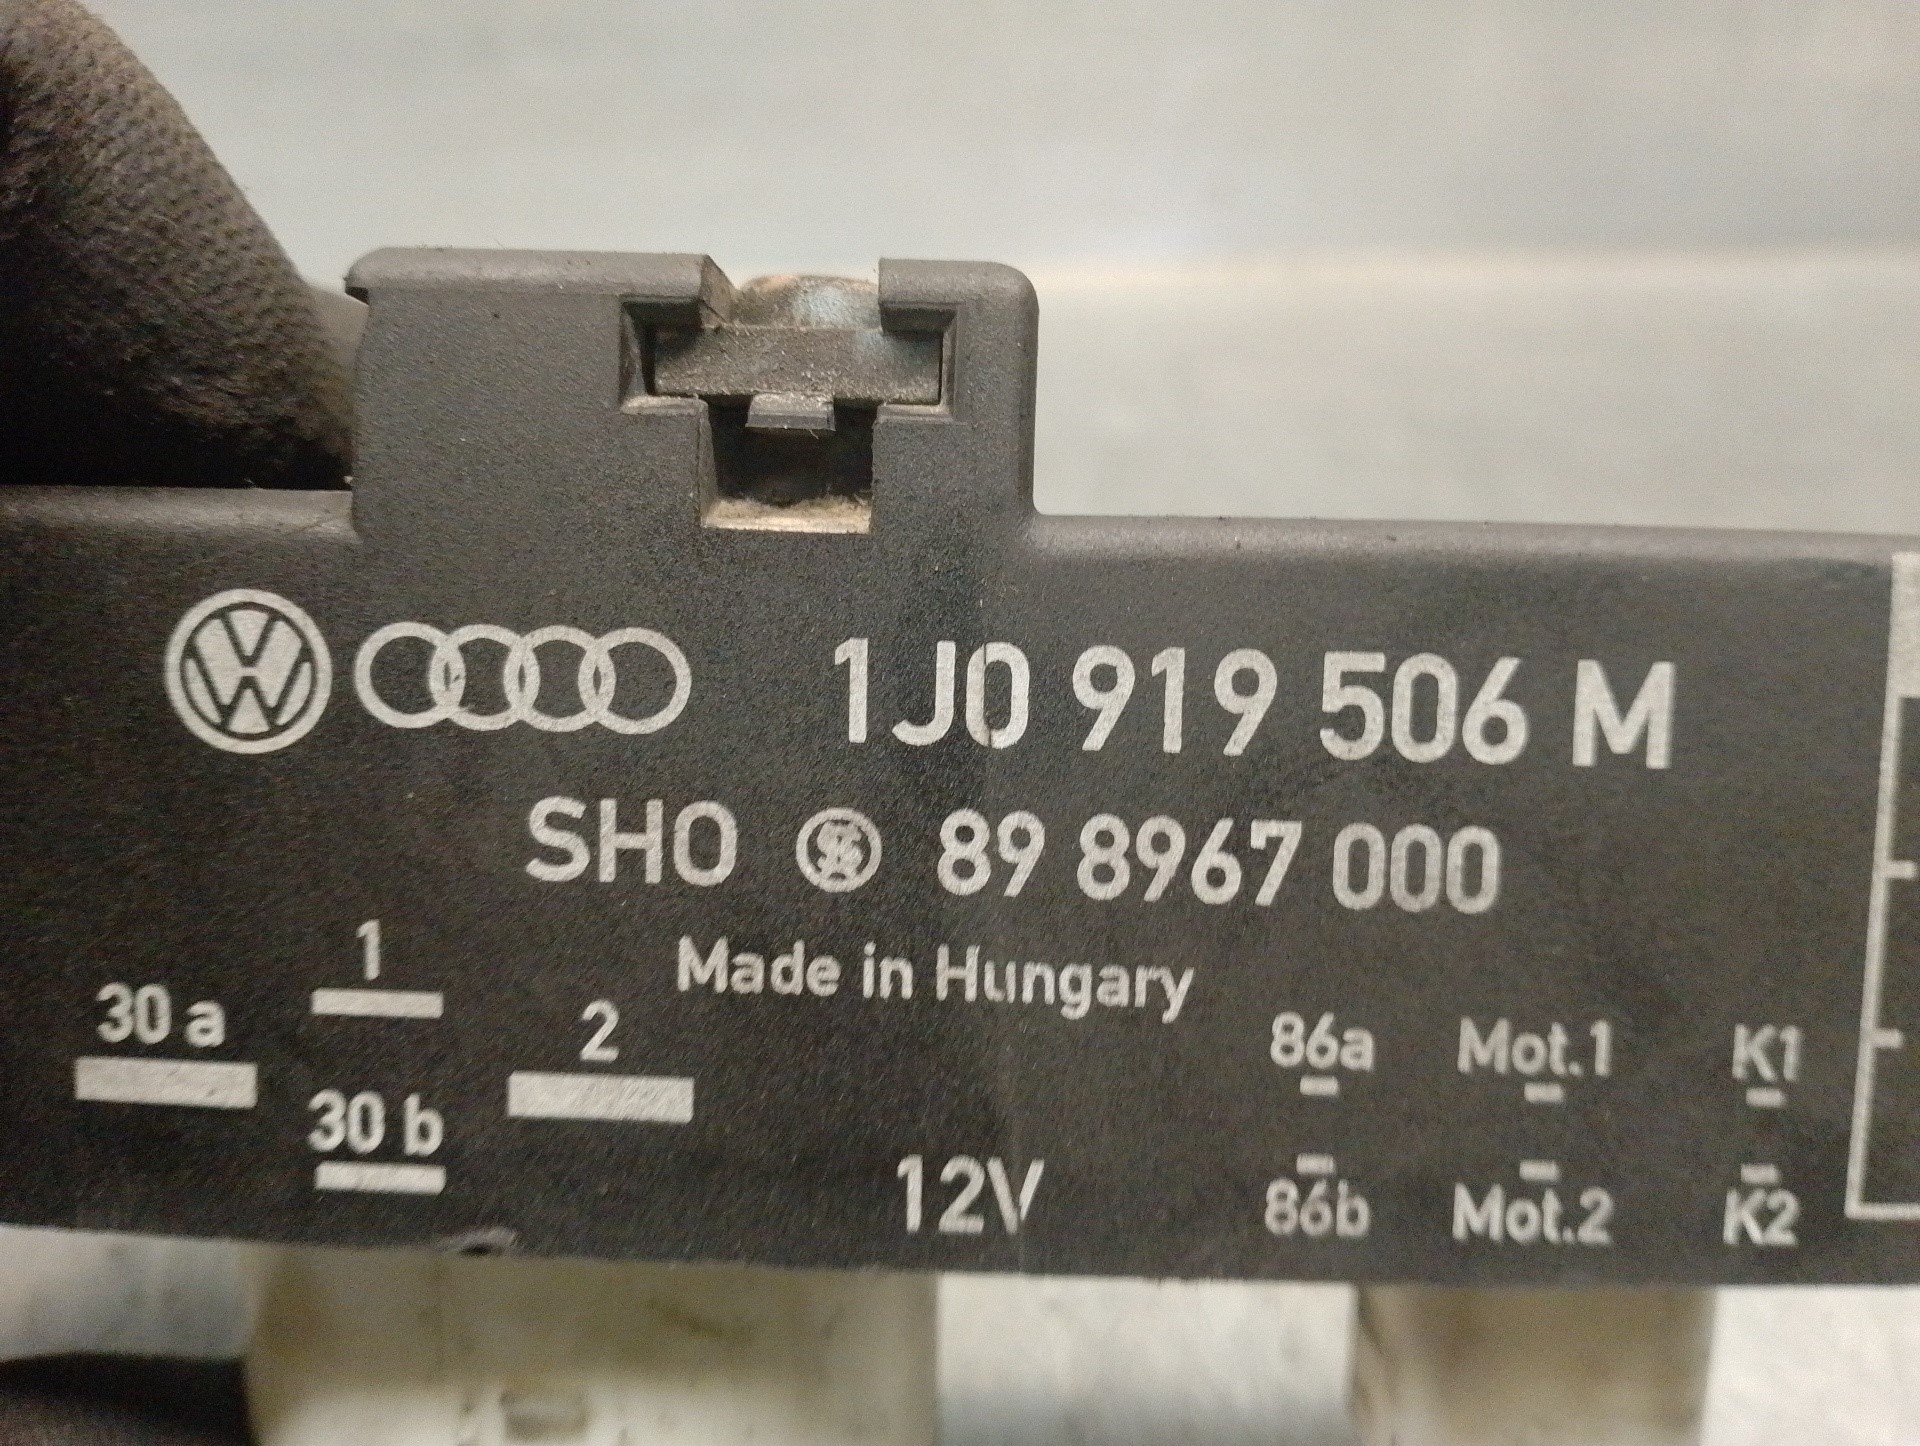 1J0 919 506 M
SHO 89 8967 000
Made in Hungary
1
30 a
2
30 b
12V
86a Mot.1 K1
86b Mot.2 K2